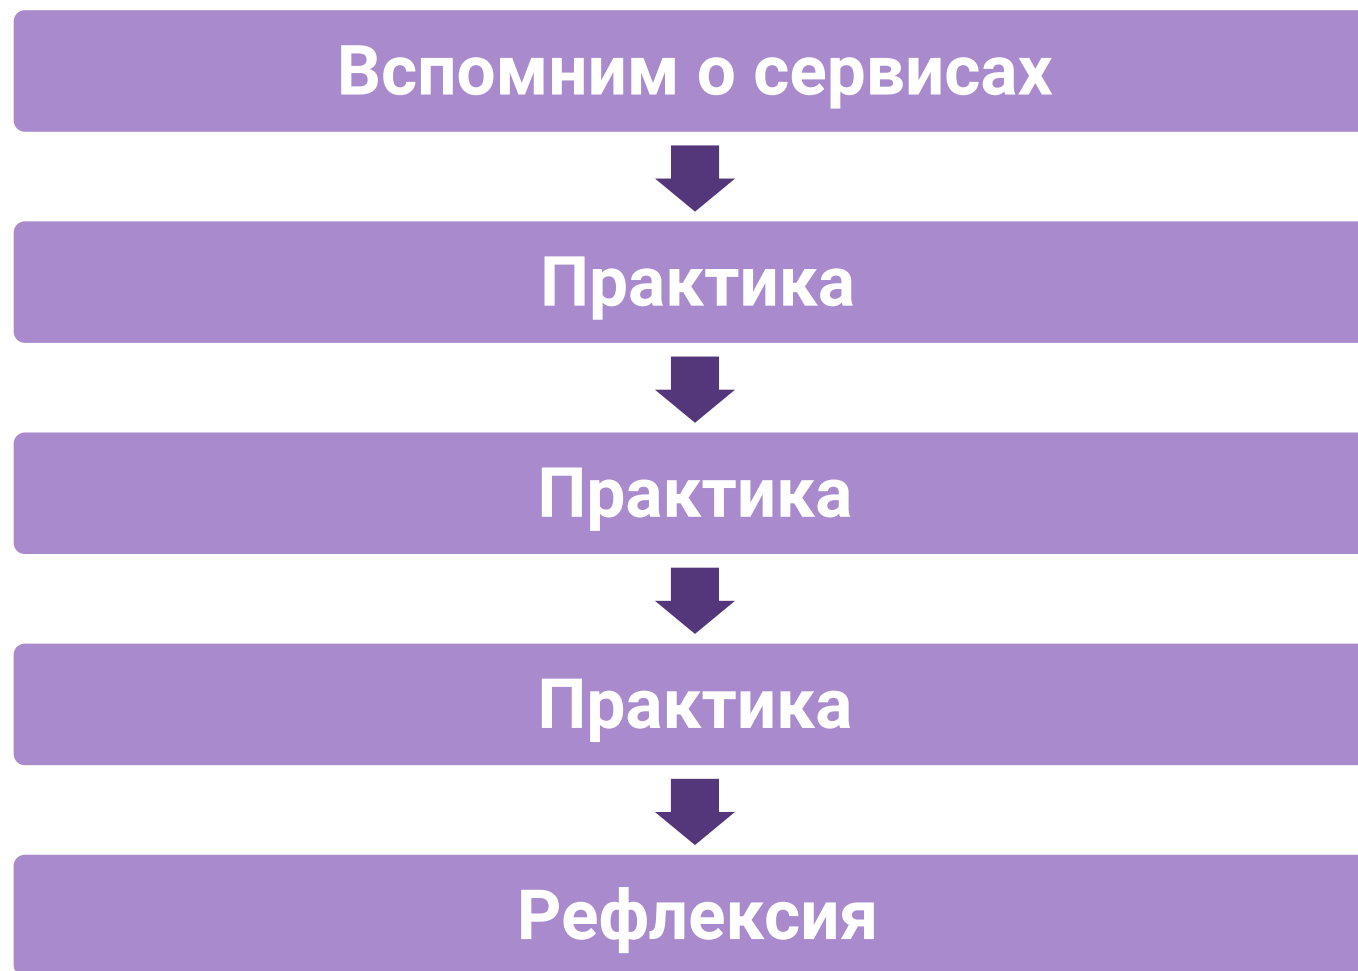 Вспомним о сервисах
Практика
Практика
Практика
Рефлексия